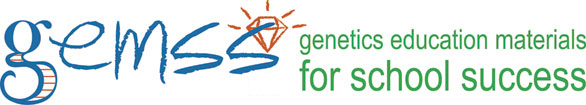 gemss
genetics education materials
for school success